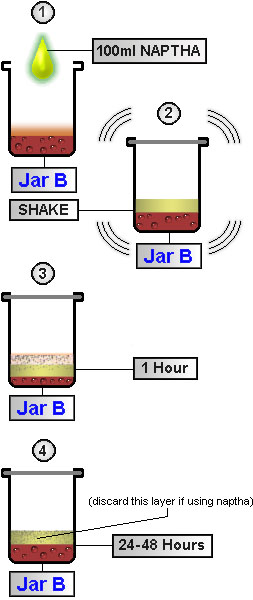 1
100ml NAPTHA
Jar B
2
SHAKE
Jar B
3
1 Hour
Jar B
4
(discard this layer if using naptha)
24-48 Hours
Jar B